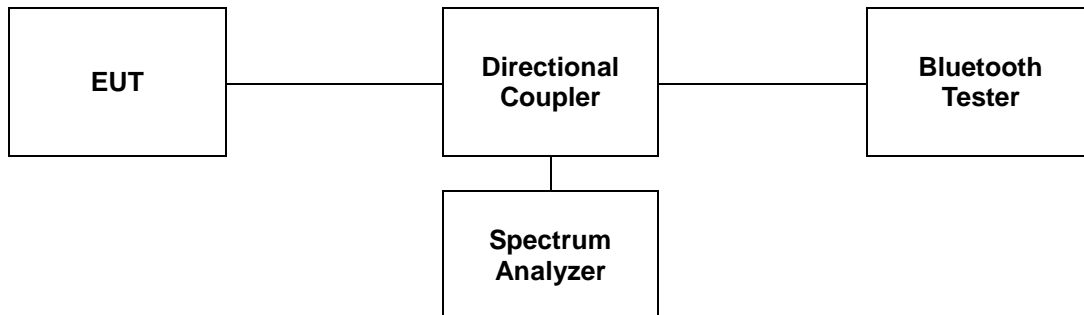 EUT
Directional
Coupler
Bluetooth
Tester
Spectrum
Analyzer